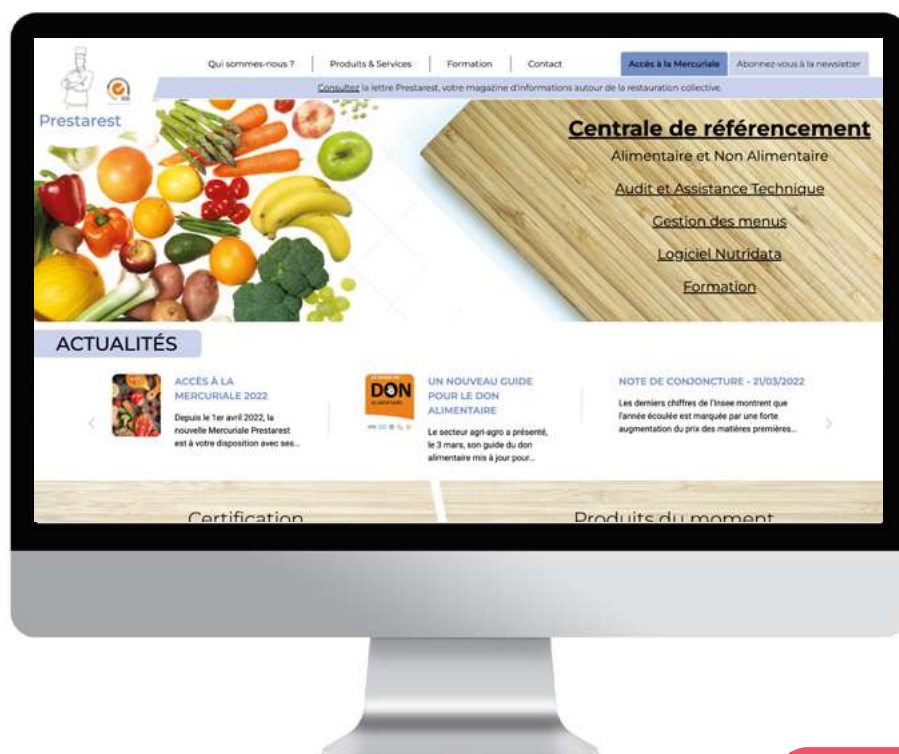 Qui sommes-nous ?
Produits & Services
Formation
Contact
Accès à la Mercuriale
Abonnez-vous à la newsletter
Consultez la lettre Prestarest, votre magazine d'informations autour de la restauration collective.
Prestarest
Centrale de référencement
Alimentaire et Non Alimentaire
Audit et Assistance Technique
Gestion des menus
Logiciel Nutridata
Formation
ACTUALITÉS
ACCÈS À LA
MERCURIALE 2022
Depuis le 1er avril 2022, la
nouvelle Mercuriale Prestarest
est à votre disposition avec ses...
DON
ALIMENTAIRE
UN NOUVEAU GUIDE
POUR LE DON
ALIMENTAIRE
Le secteur agri-agro a présenté,
le 3 mars, son guide du don
alimentaire mis à jour pour...
NOTE DE CONJONCTURE - 21/03/2022
Les derniers chiffres de l'Insee montrent que
l'année écoulée est marquée par une forte
augmentation du prix des matières premières...
Certification
Produits du moment